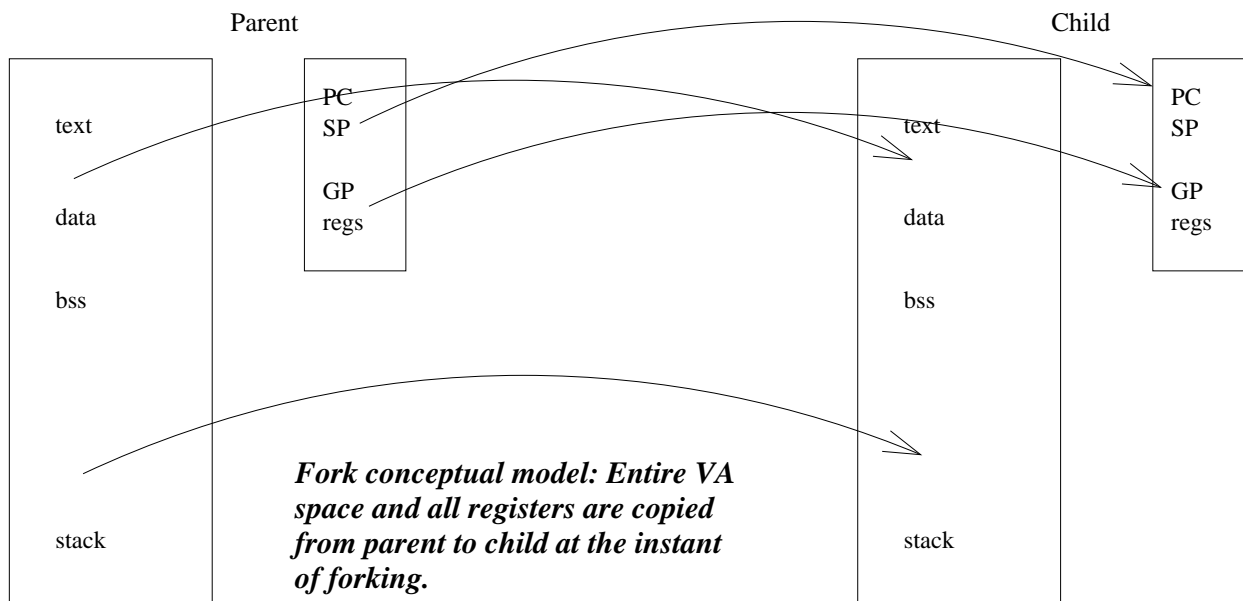 Parent
Child
text
data
bss
stack
PC
SP
GP
regs
text
data
bss
stack
PC
SP
GP
regs
Fork conceptual model: Entire VA
space and all registers are copied
from parent to child at the instant
of forking.